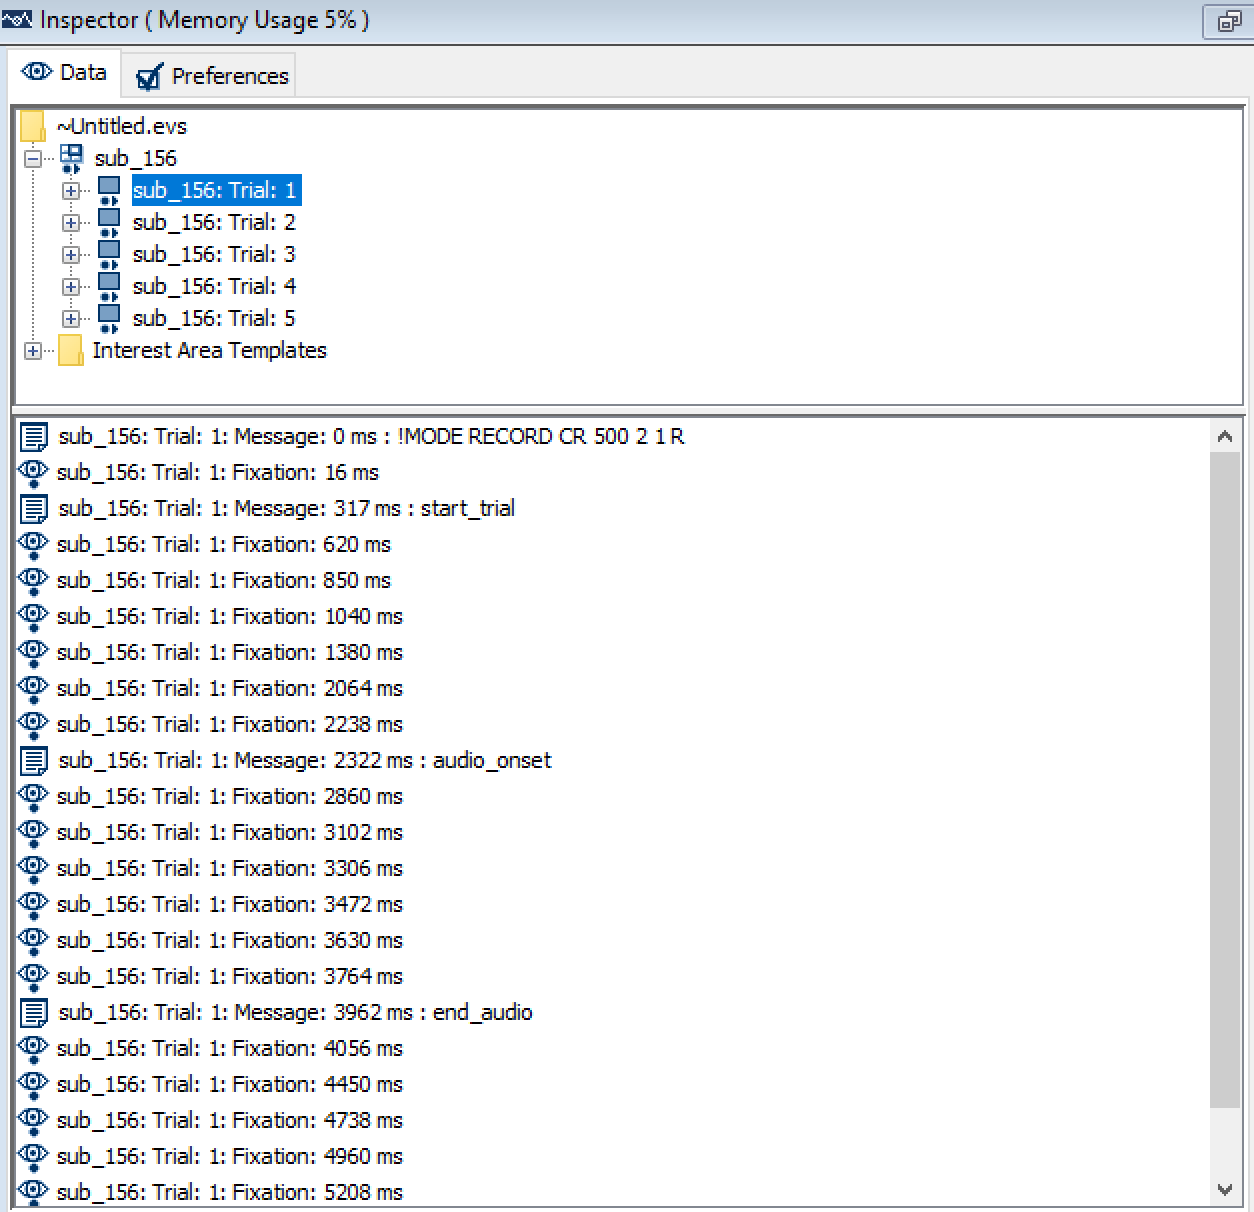 Inspector ( Memory Usage 5% )
Data Preferences
~Untitled.evs
sub_156
sub_156: Trial: 1
sub_156: Trial: 2
sub_156: Trial: 3
sub_156: Trial: 4
sub_156: Trial: 5
Interest Area Templates
sub_156: Trial: 1: Message: 0 ms : !MODE RECORD CR 500 2 1 R
sub_156: Trial: 1: Fixation: 16 ms
sub_156: Trial: 1: Message: 317 ms : start_trial
sub_156: Trial: 1: Fixation: 620 ms
sub_156: Trial: 1: Fixation: 850 ms
sub_156: Trial: 1: Fixation: 1040 ms
sub_156: Trial: 1: Fixation: 1380 ms
sub_156: Trial: 1: Fixation: 2064 ms
sub_156: Trial: 1: Fixation: 2238 ms
sub_156: Trial: 1: Message: 2322 ms : audio_onset
sub_156: Trial: 1: Fixation: 2860 ms
sub_156: Trial: 1: Fixation: 3102 ms
sub_156: Trial: 1: Fixation: 3306 ms
sub_156: Trial: 1: Fixation: 3472 ms
sub_156: Trial: 1: Fixation: 3630 ms
sub_156: Trial: 1: Fixation: 3764 ms
sub_156: Trial: 1: Message: 3962 ms : end_audio
sub_156: Trial: 1: Fixation: 4056 ms
sub_156: Trial: 1: Fixation: 4450 ms
sub_156: Trial: 1: Fixation: 4738 ms
sub_156: Trial: 1: Fixation: 4960 ms
sub_156: Trial: 1: Fixation: 5208 ms